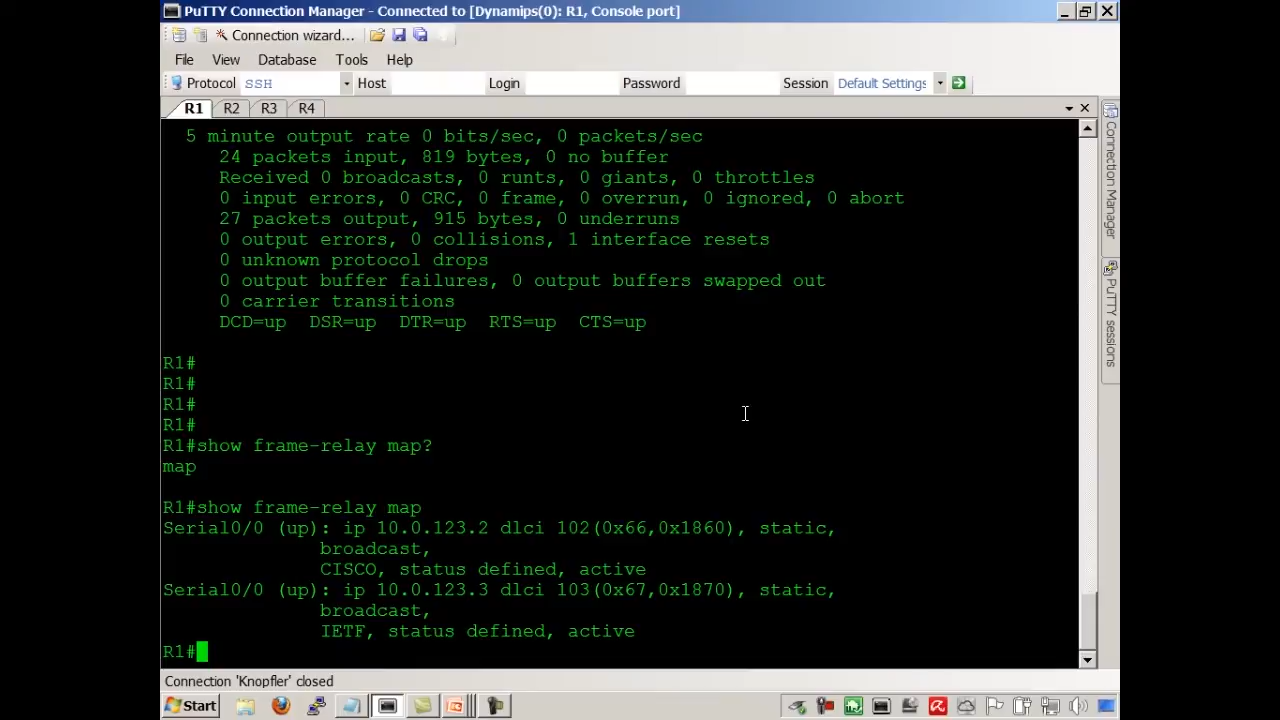 PuTTY Connection Manager - Connected to [Dynamips(0): R1, Console port]
Connection wizard...
File View Database Tools Help
Protocol SSH Host Login Password Session Default Settings
R1 R2 R3 R4
5 minute output rate 0 bits/sec, 0 packets/sec
24 packets input, 819 bytes, 0 no buffer
Received 0 broadcasts, 0 runts, 0 giants, 0 throttles
0 input errors, 0 CRC, 0 frame, 0 overrun, 0 ignored, 0 abort
27 packets output, 915 bytes, 0 underruns
0 output errors, 0 collisions, 1 interface resets
0 unknown protocol drops
0 output buffer failures, 0 output buffers swapped out
0 carrier transitions
DCD=up DSR=up DTR=up RTS=up CTS=up
R1#
R1#
R1#
R1#
R1#show frame-relay map?
map
R1#show frame-relay map
Serial0/0 (up): ip 10.0.123.2 dlci 102(0x66,0x1860), static,
broadcast,
CISCO, status defined, active
Serial0/0 (up): ip 10.0.123.3 dlci 103(0x67,0x1870), static,
broadcast,
IETF, status defined, active
R1#
Connection Manager
PuTTY sessions
Connection 'Knopfler' closed
Start